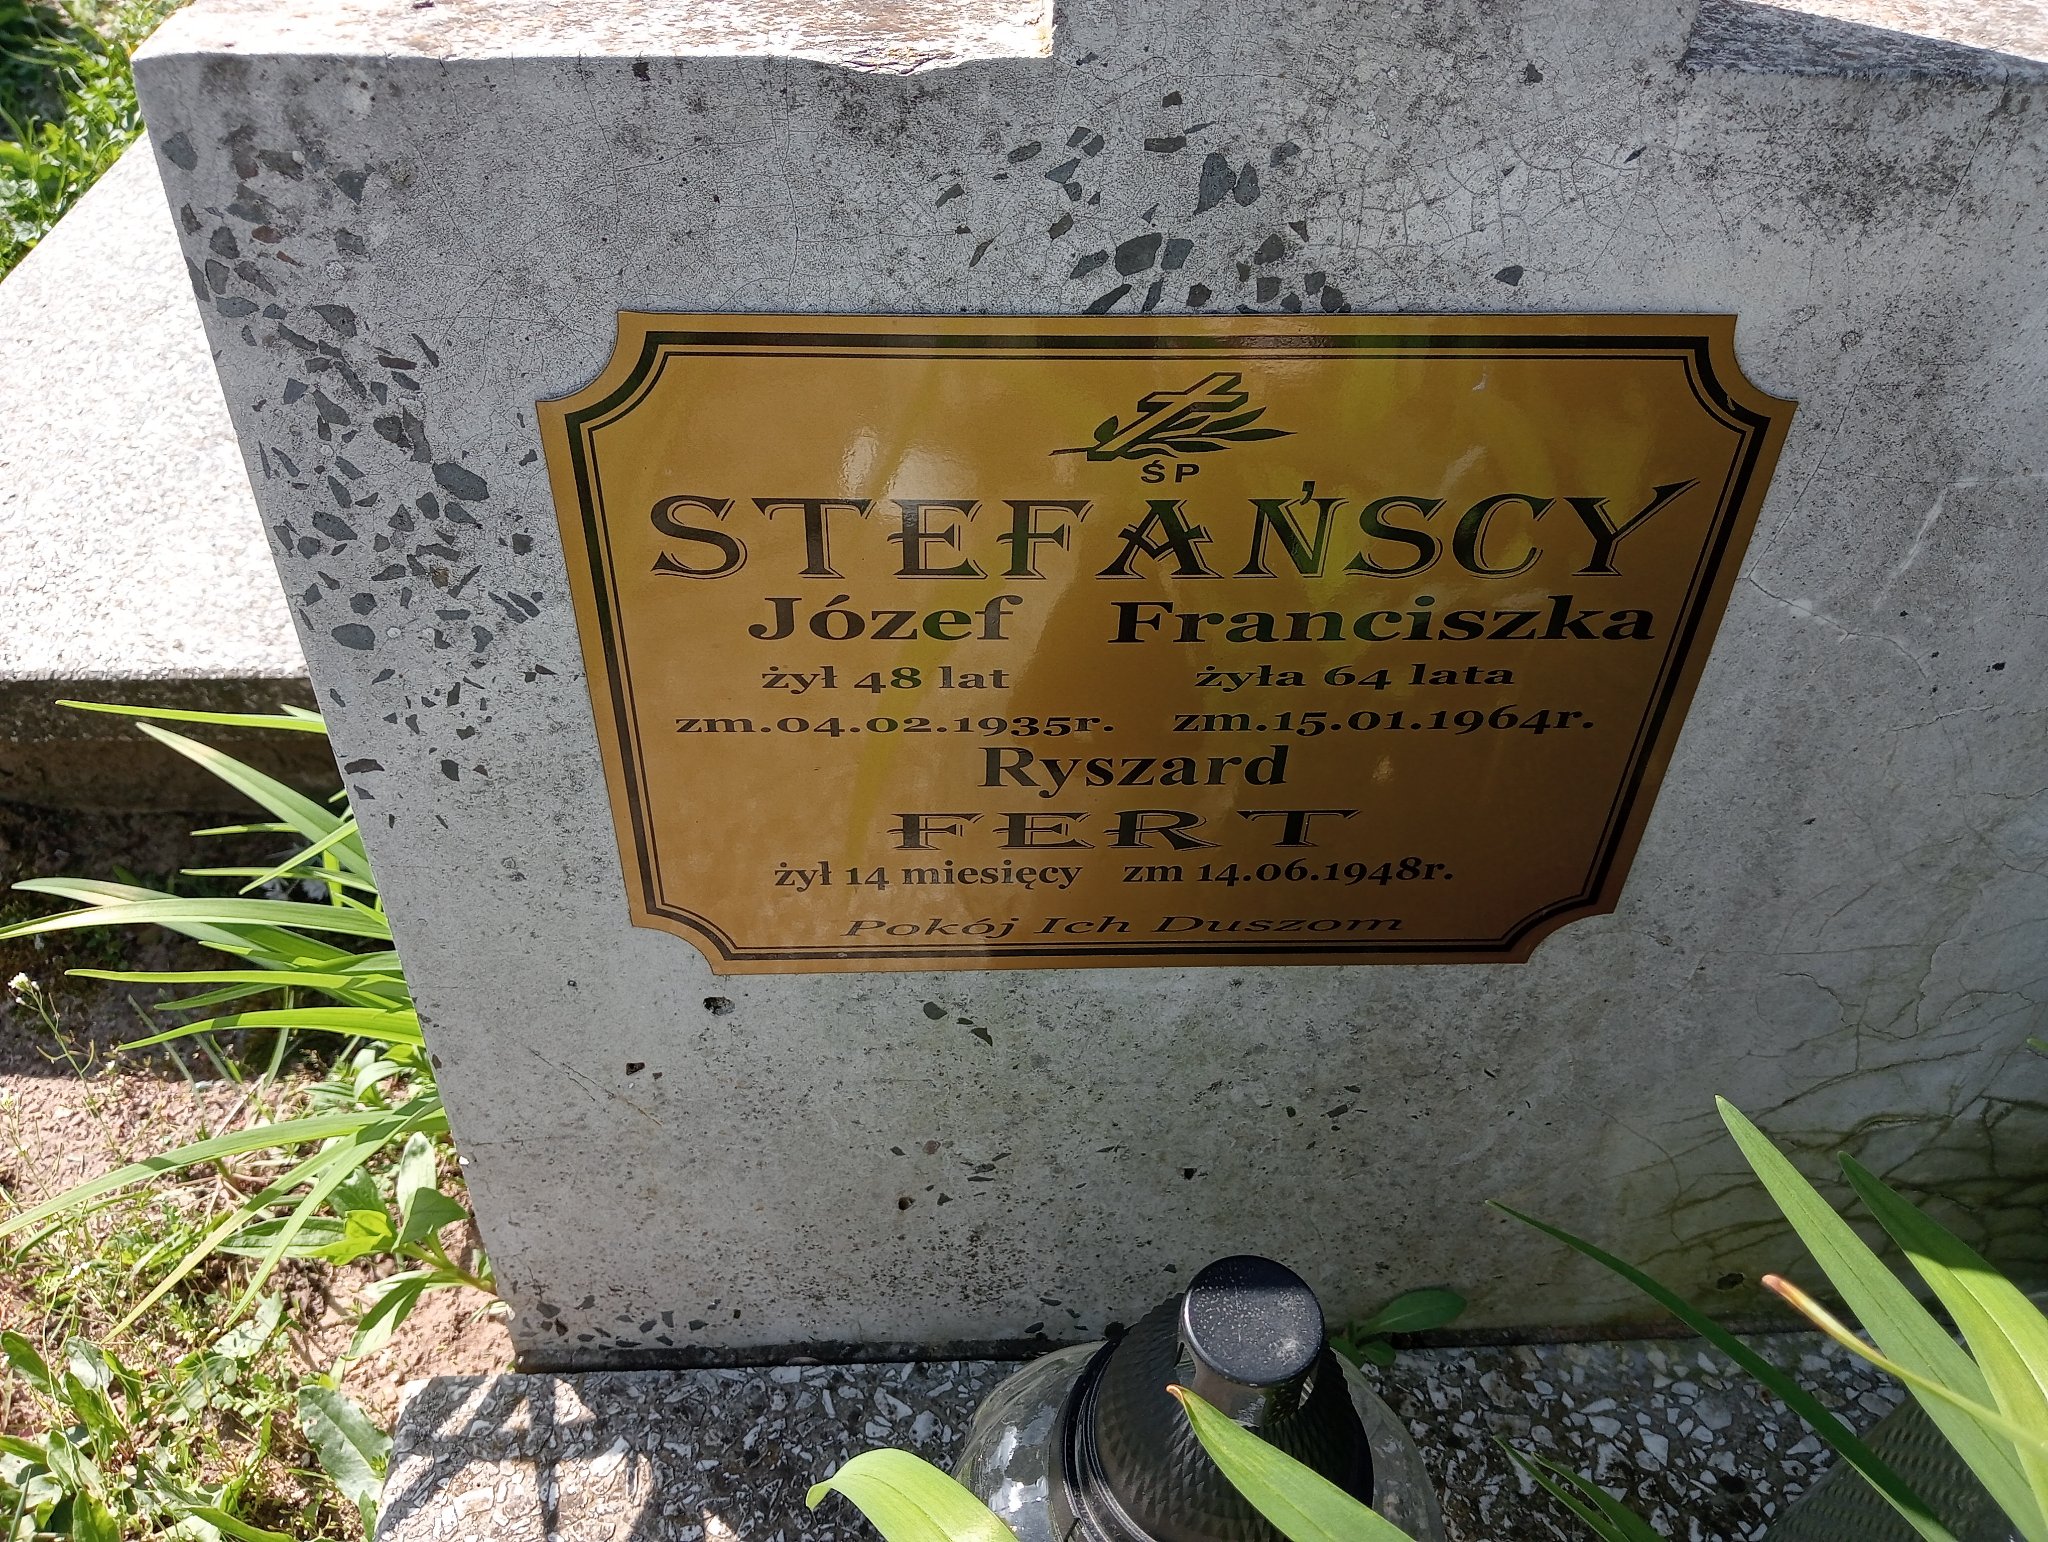 ŚP
STEFAŃSCY
Józef Franciszka
żył 48 lat żyła 64 lata
zm.04.02.1935r. zm.15.01.1964r.
Ryszard
FERT
żył 14 miesięcy zm 14.06.1948r.
Pokój Ich Duszom